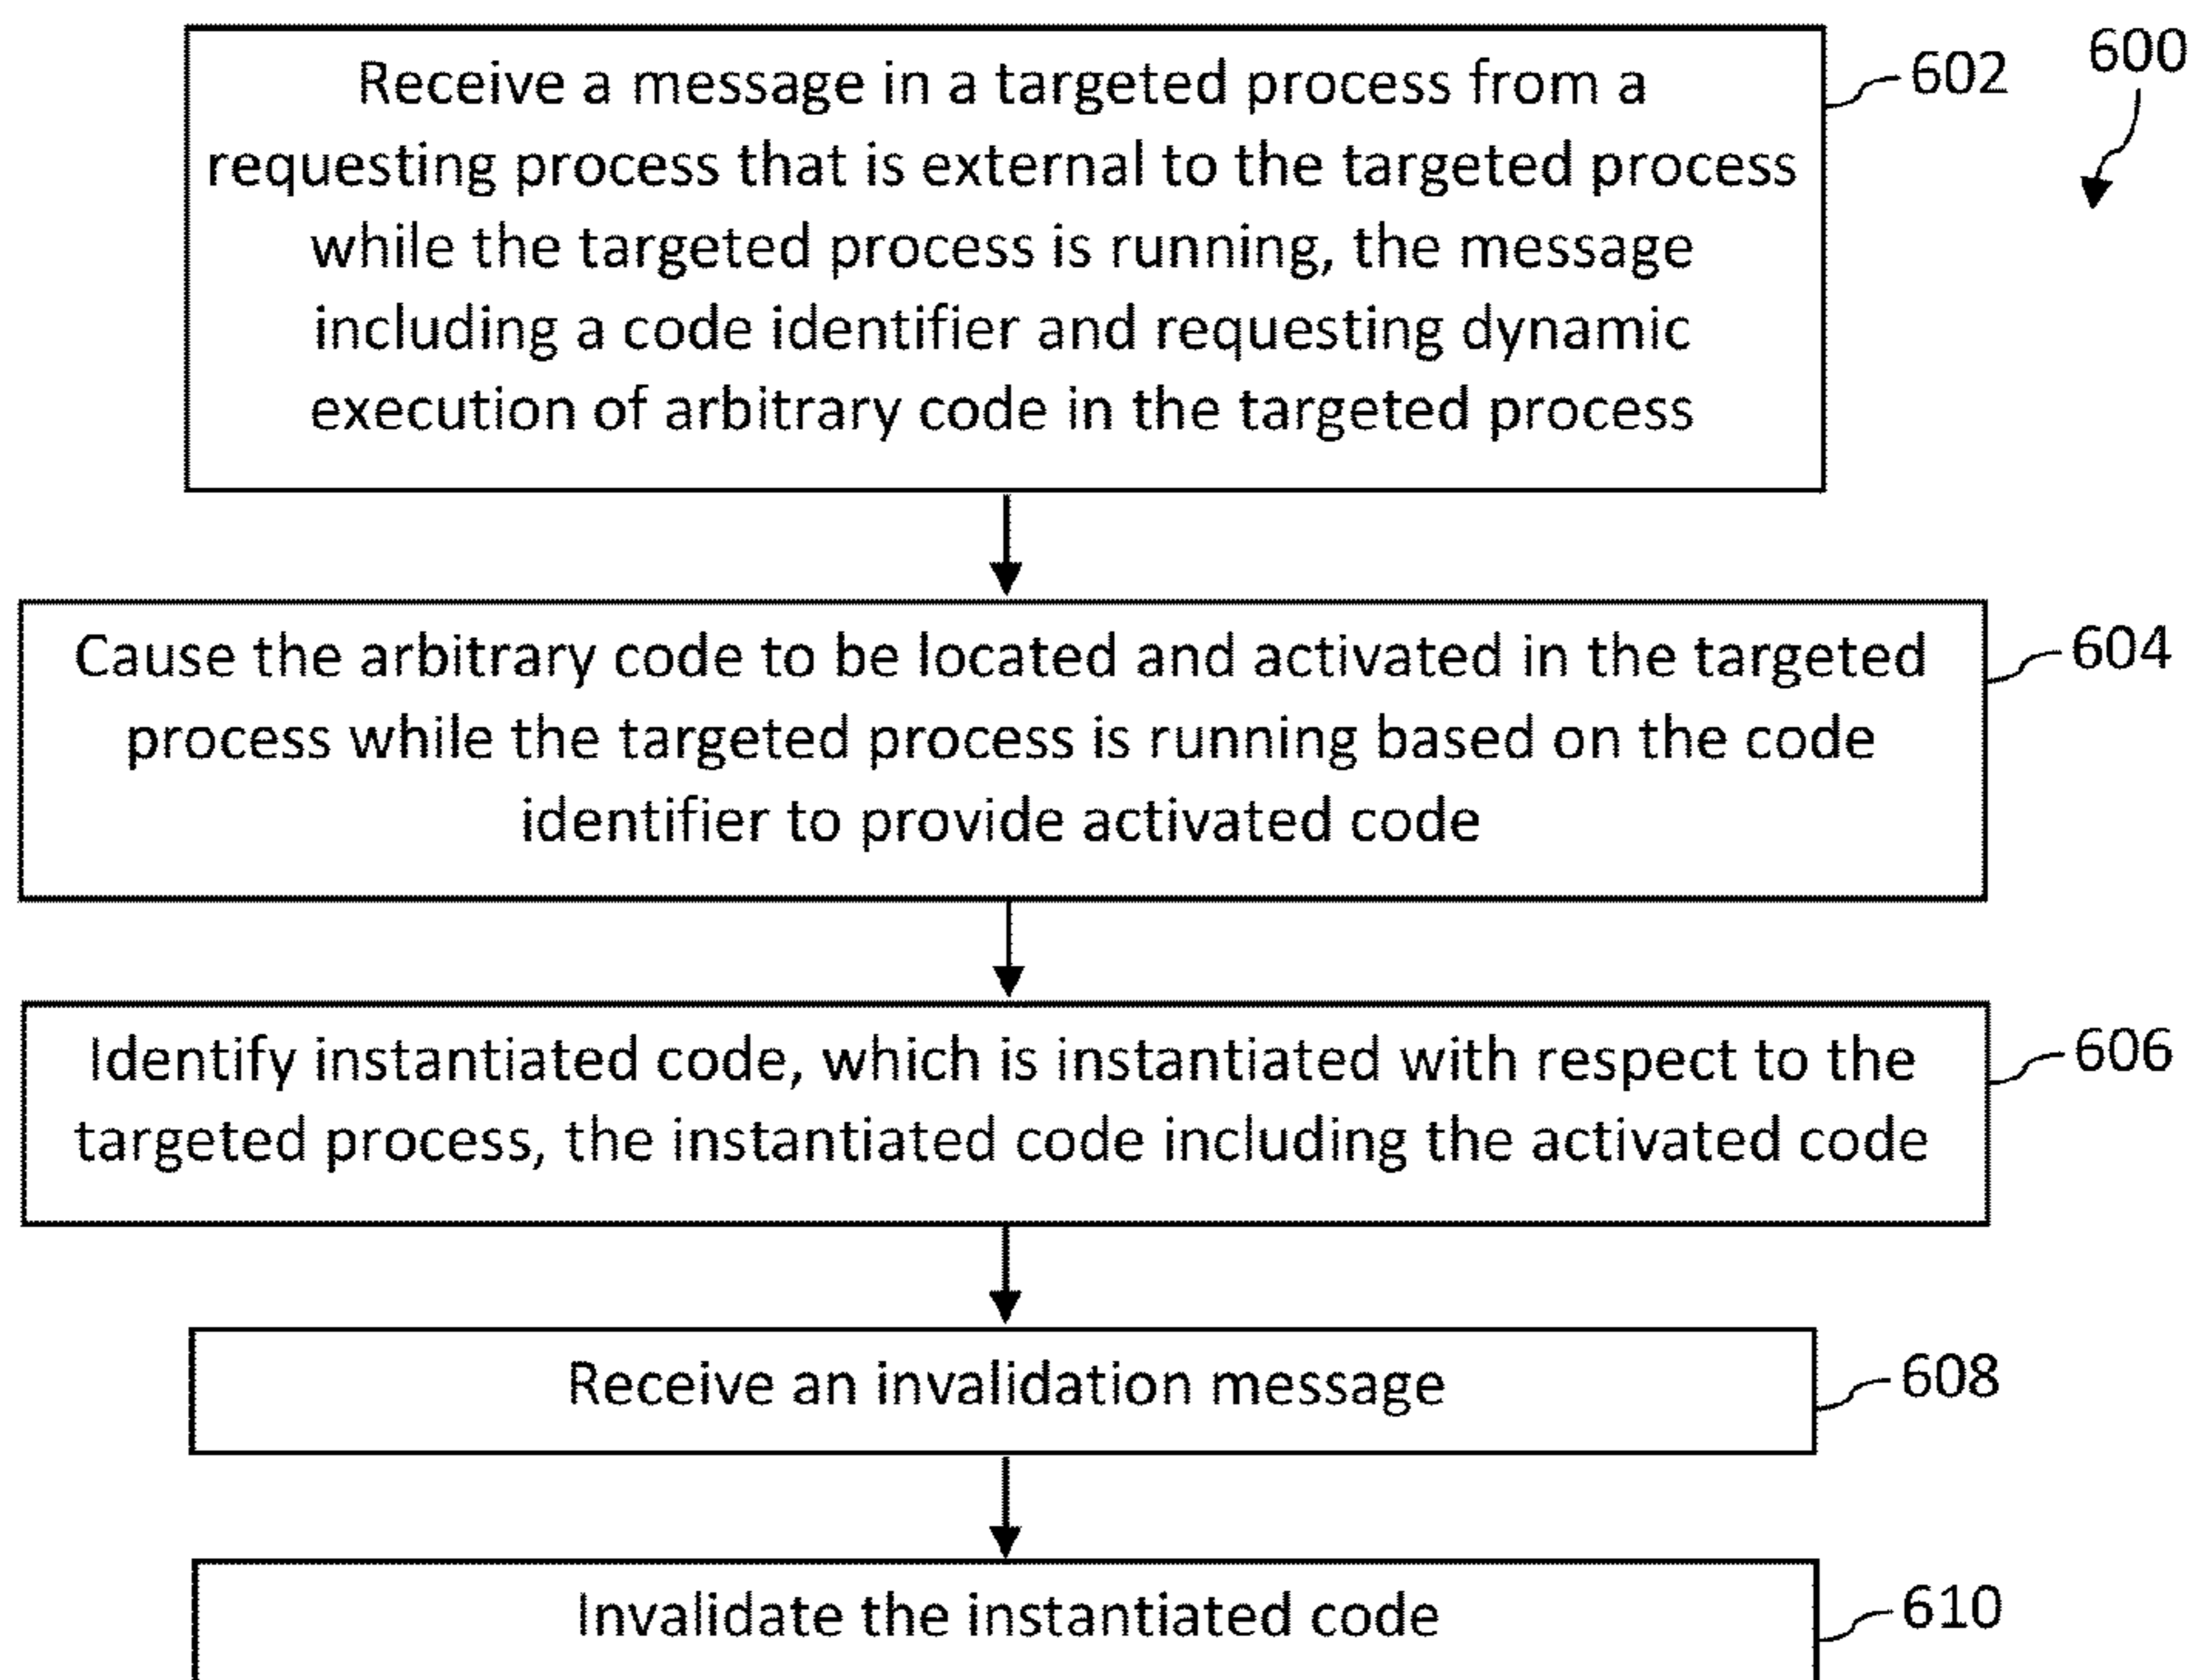 Receive a message in a targeted process from a
requesting process that is external to the targeted process
while the targeted process is running, the message
including a code identifier and requesting dynamic
execution of arbitrary code in the targeted process
602
600
Cause the arbitrary code to be located and activated in the targeted
process while the targeted process is running based on the code
identifier to provide activated code
604
Identify instantiated code, which is instantiated with respect to the
targeted process, the instantiated code including the activated code
606
Receive an invalidation message
608
Invalidate the instantiated code
610